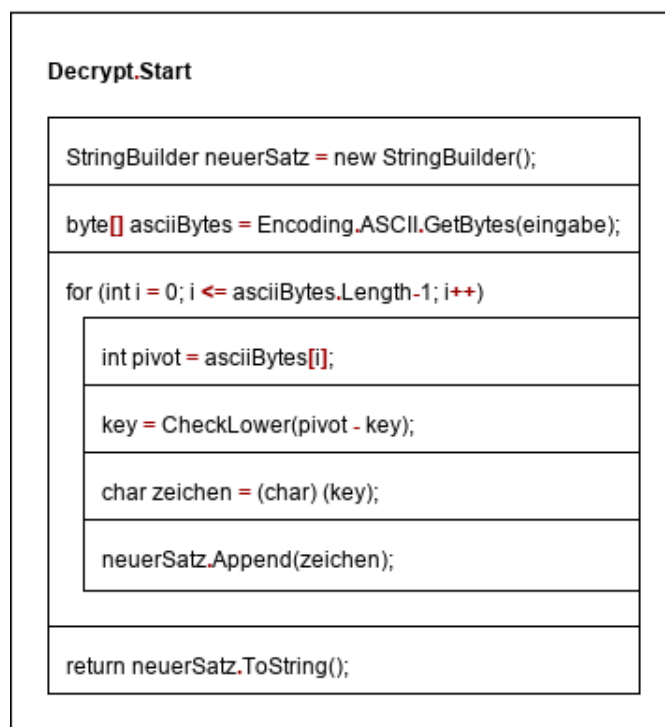 Decrypt.Start
StringBuilder neuerSatz = new StringBuilder();
byte[] asciiBytes = Encoding.ASCII.GetBytes(eingabe);
for (int i = 0; i <= asciiBytes.Length-1; i++)
int pivot = asciiBytes[i];
key = CheckLower(pivot - key);
char zeichen = (char) (key);
neuerSatz.Append(zeichen);
return neuerSatz.ToString();